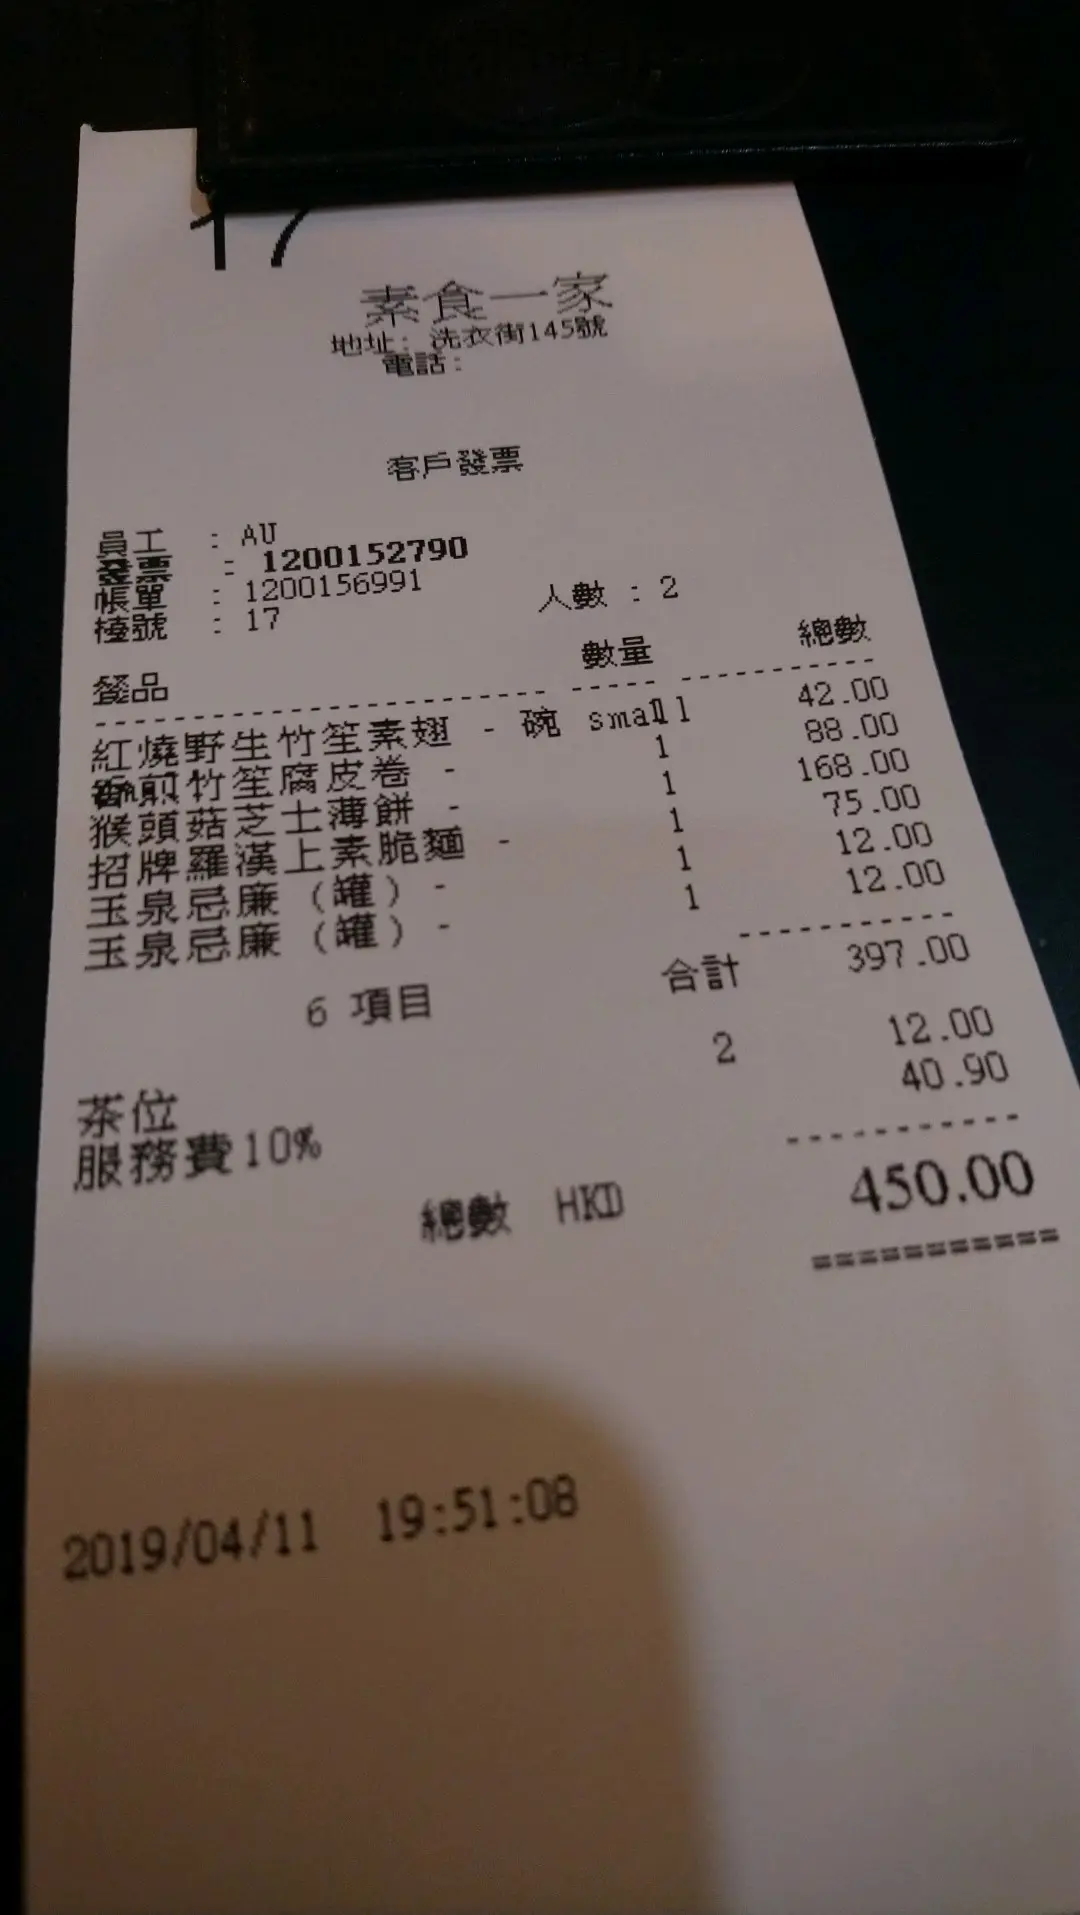 17
素食一家
地址: 洗衣街145號
電話:
客戶發票
員工 : AU
發票 : 1200152790
帳單 : 1200156991
檯號 : 17 人數 : 2
餐品 數量 總數
紅燒野生竹笙素翅 - 碗 small 1 42.00
香煎竹笙腐皮卷 - 1 88.00
猴頭菇芝士薄餅 - 1 168.00
招牌羅漢上素脆麵 - 1 75.00
玉泉忌廉 (罐) - 1 12.00
玉泉忌廉 (罐) - 1 12.00
6 項目 合計 397.00
茶位 2 12.00
服務費10% 40.90
總數 HKD 450.00
2019/04/11 19:51:08